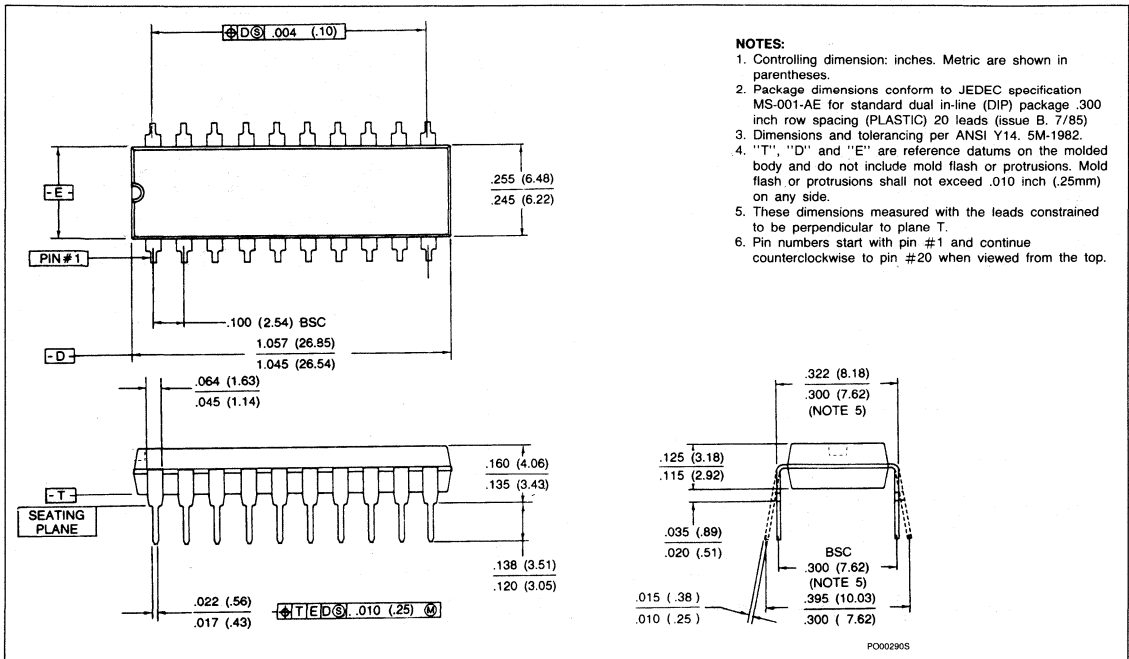 ⌖ D Ⓢ .004 (.10)
-E-
.255 (6.48)
.245 (6.22)
PIN #1
.100 (2.54) BSC
1.057 (26.85)
1.045 (26.54)
-D-
.064 (1.63)
.045 (1.14)
.160 (4.06)
.135 (3.43)
-T-
SEATING
PLANE
.138 (3.51)
.120 (3.05)
.022 (.56)
.017 (.43)
⌖ T E D Ⓢ .010 (.25) Ⓜ
NOTES:
1. Controlling dimension: inches. Metric are shown in
parentheses.
2. Package dimensions conform to JEDEC specification
MS-001-AE for standard dual in-line (DIP) package .300
inch row spacing (PLASTIC) 20 leads (issue B. 7/85)
3. Dimensions and tolerancing per ANSI Y14. 5M-1982.
4. "T", "D" and "E" are reference datums on the molded
body and do not include mold flash or protrusions. Mold
flash or protrusions shall not exceed .010 inch (.25mm)
on any side.
5. These dimensions measured with the leads constrained
to be perpendicular to plane T.
6. Pin numbers start with pin #1 and continue
counterclockwise to pin #20 when viewed from the top.
.322 (8.18)
.300 (7.62)
(NOTE 5)
.125 (3.18)
.115 (2.92)
.035 (.89)
.020 (.51)
BSC
.300 (7.62)
(NOTE 5)
.395 (10.03)
.300 ( 7.62)
.015 ( .38 )
.010 ( .25 )
PO00290S